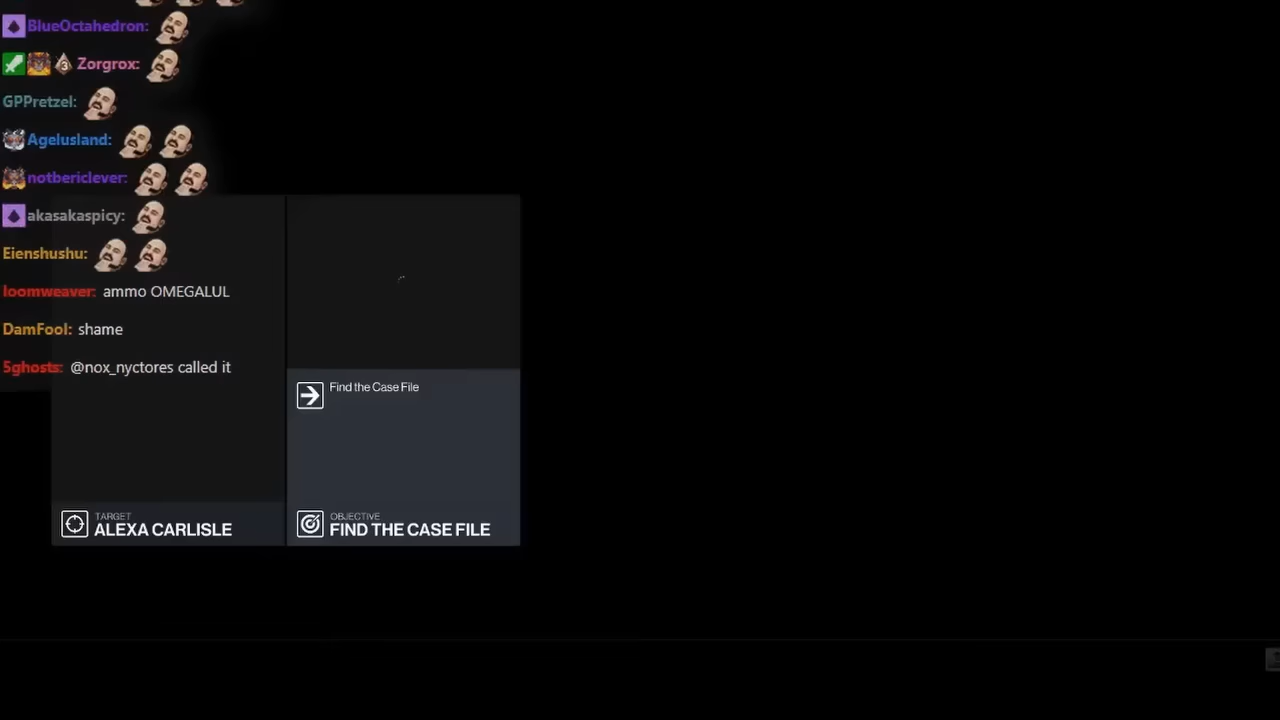 BlueOctahedron:
3 Zorgrox:
GPPretzel:
Agelusland:
notbericlever:
akasakaspicy:
Eienshushu:
loomweaver: ammo OMEGALUL
DamFool: shame
5ghosts: @nox_nyctores called it
Find the Case File
TARGET
ALEXA CARLISLE
OBJECTIVE
FIND THE CASE FILE